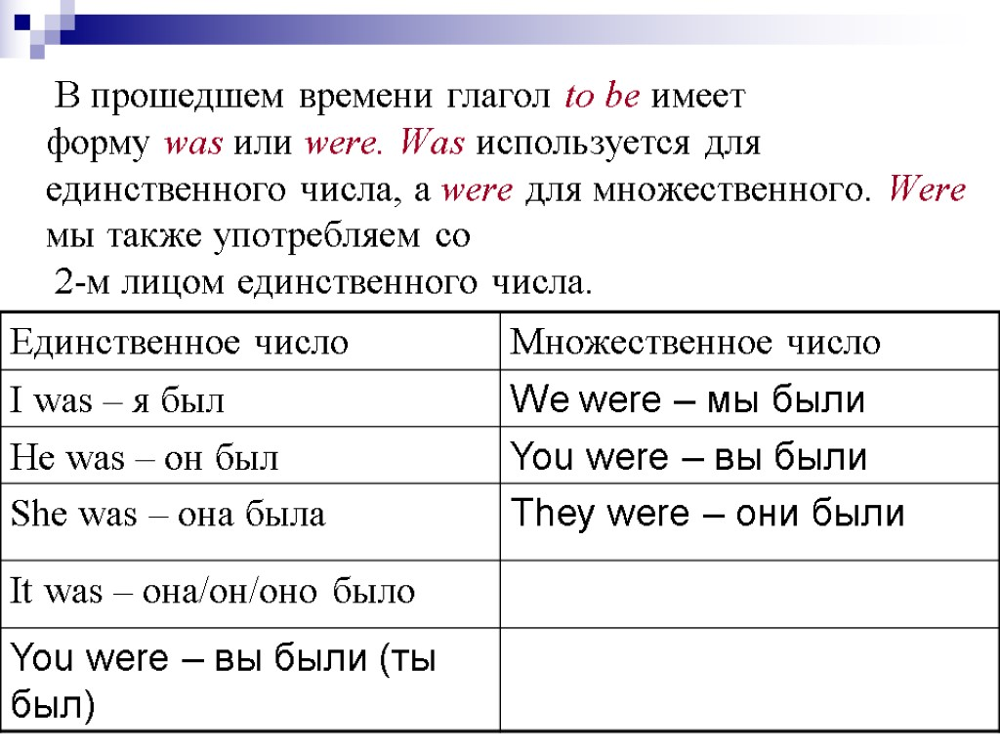 В прошедшем времени глагол to be имеет
форму was или were. Was используется для
единственного числа, а were для множественного. Were
мы также употребляем со
2-м лицом единственного числа.
Единственное число
Множественное число
I was – я был
We were – мы были
He was – он был
You were – вы были
She was – она была
They were – они были
It was – она/он/оно было
You were – вы были (ты
был)